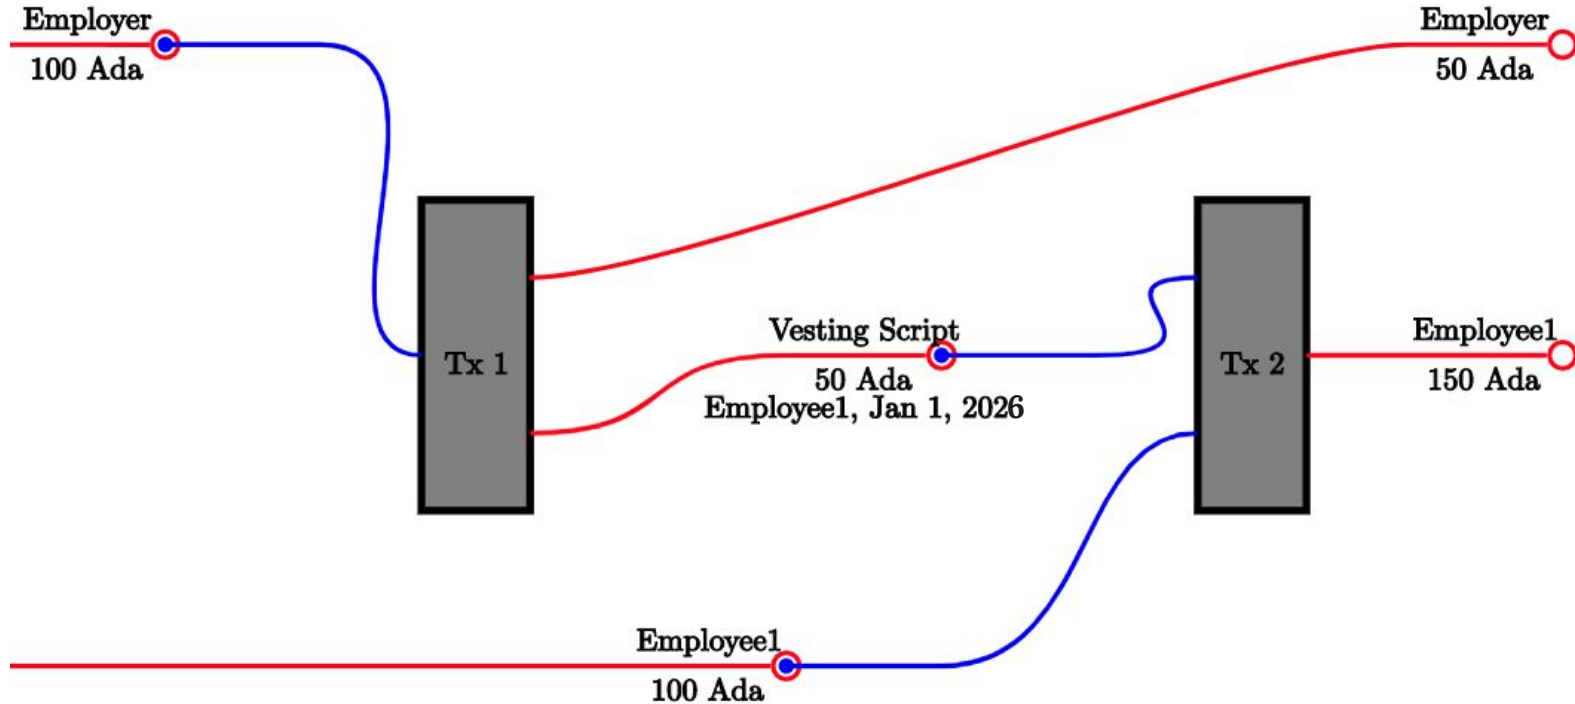 Employer
100 Ada
Employer
50 Ada
Tx 1
Vesting Script
50 Ada
Employee1, Jan 1, 2026
Tx 2
Employee1
150 Ada
Employee1
100 Ada